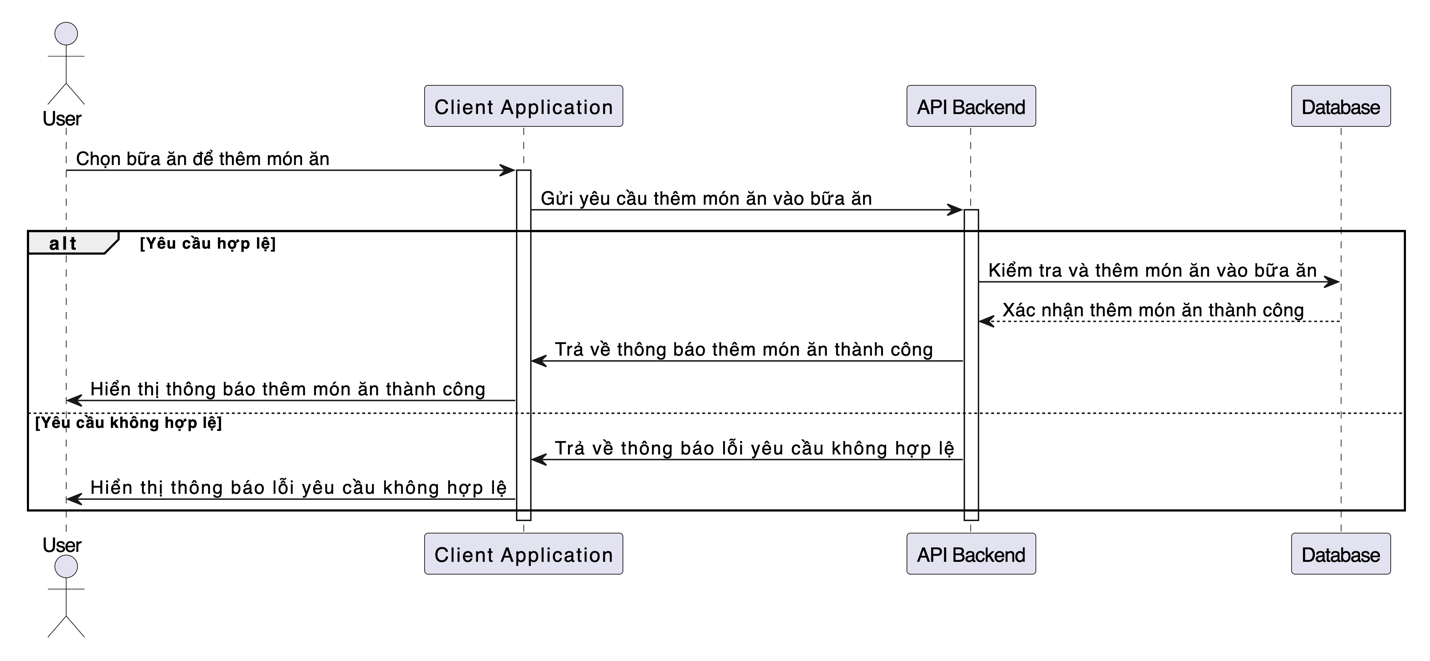 User
Client Application
API Backend
Database
Chọn bữa ăn để thêm món ăn
Gửi yêu cầu thêm món ăn vào bữa ăn
alt
[Yêu cầu hợp lệ]
Kiểm tra và thêm món ăn vào bữa ăn
Xác nhận thêm món ăn thành công
Trả về thông báo thêm món ăn thành công
Hiển thị thông báo thêm món ăn thành công
[Yêu cầu không hợp lệ]
Trả về thông báo lỗi yêu cầu không hợp lệ
Hiển thị thông báo lỗi yêu cầu không hợp lệ
User
Client Application
API Backend
Database